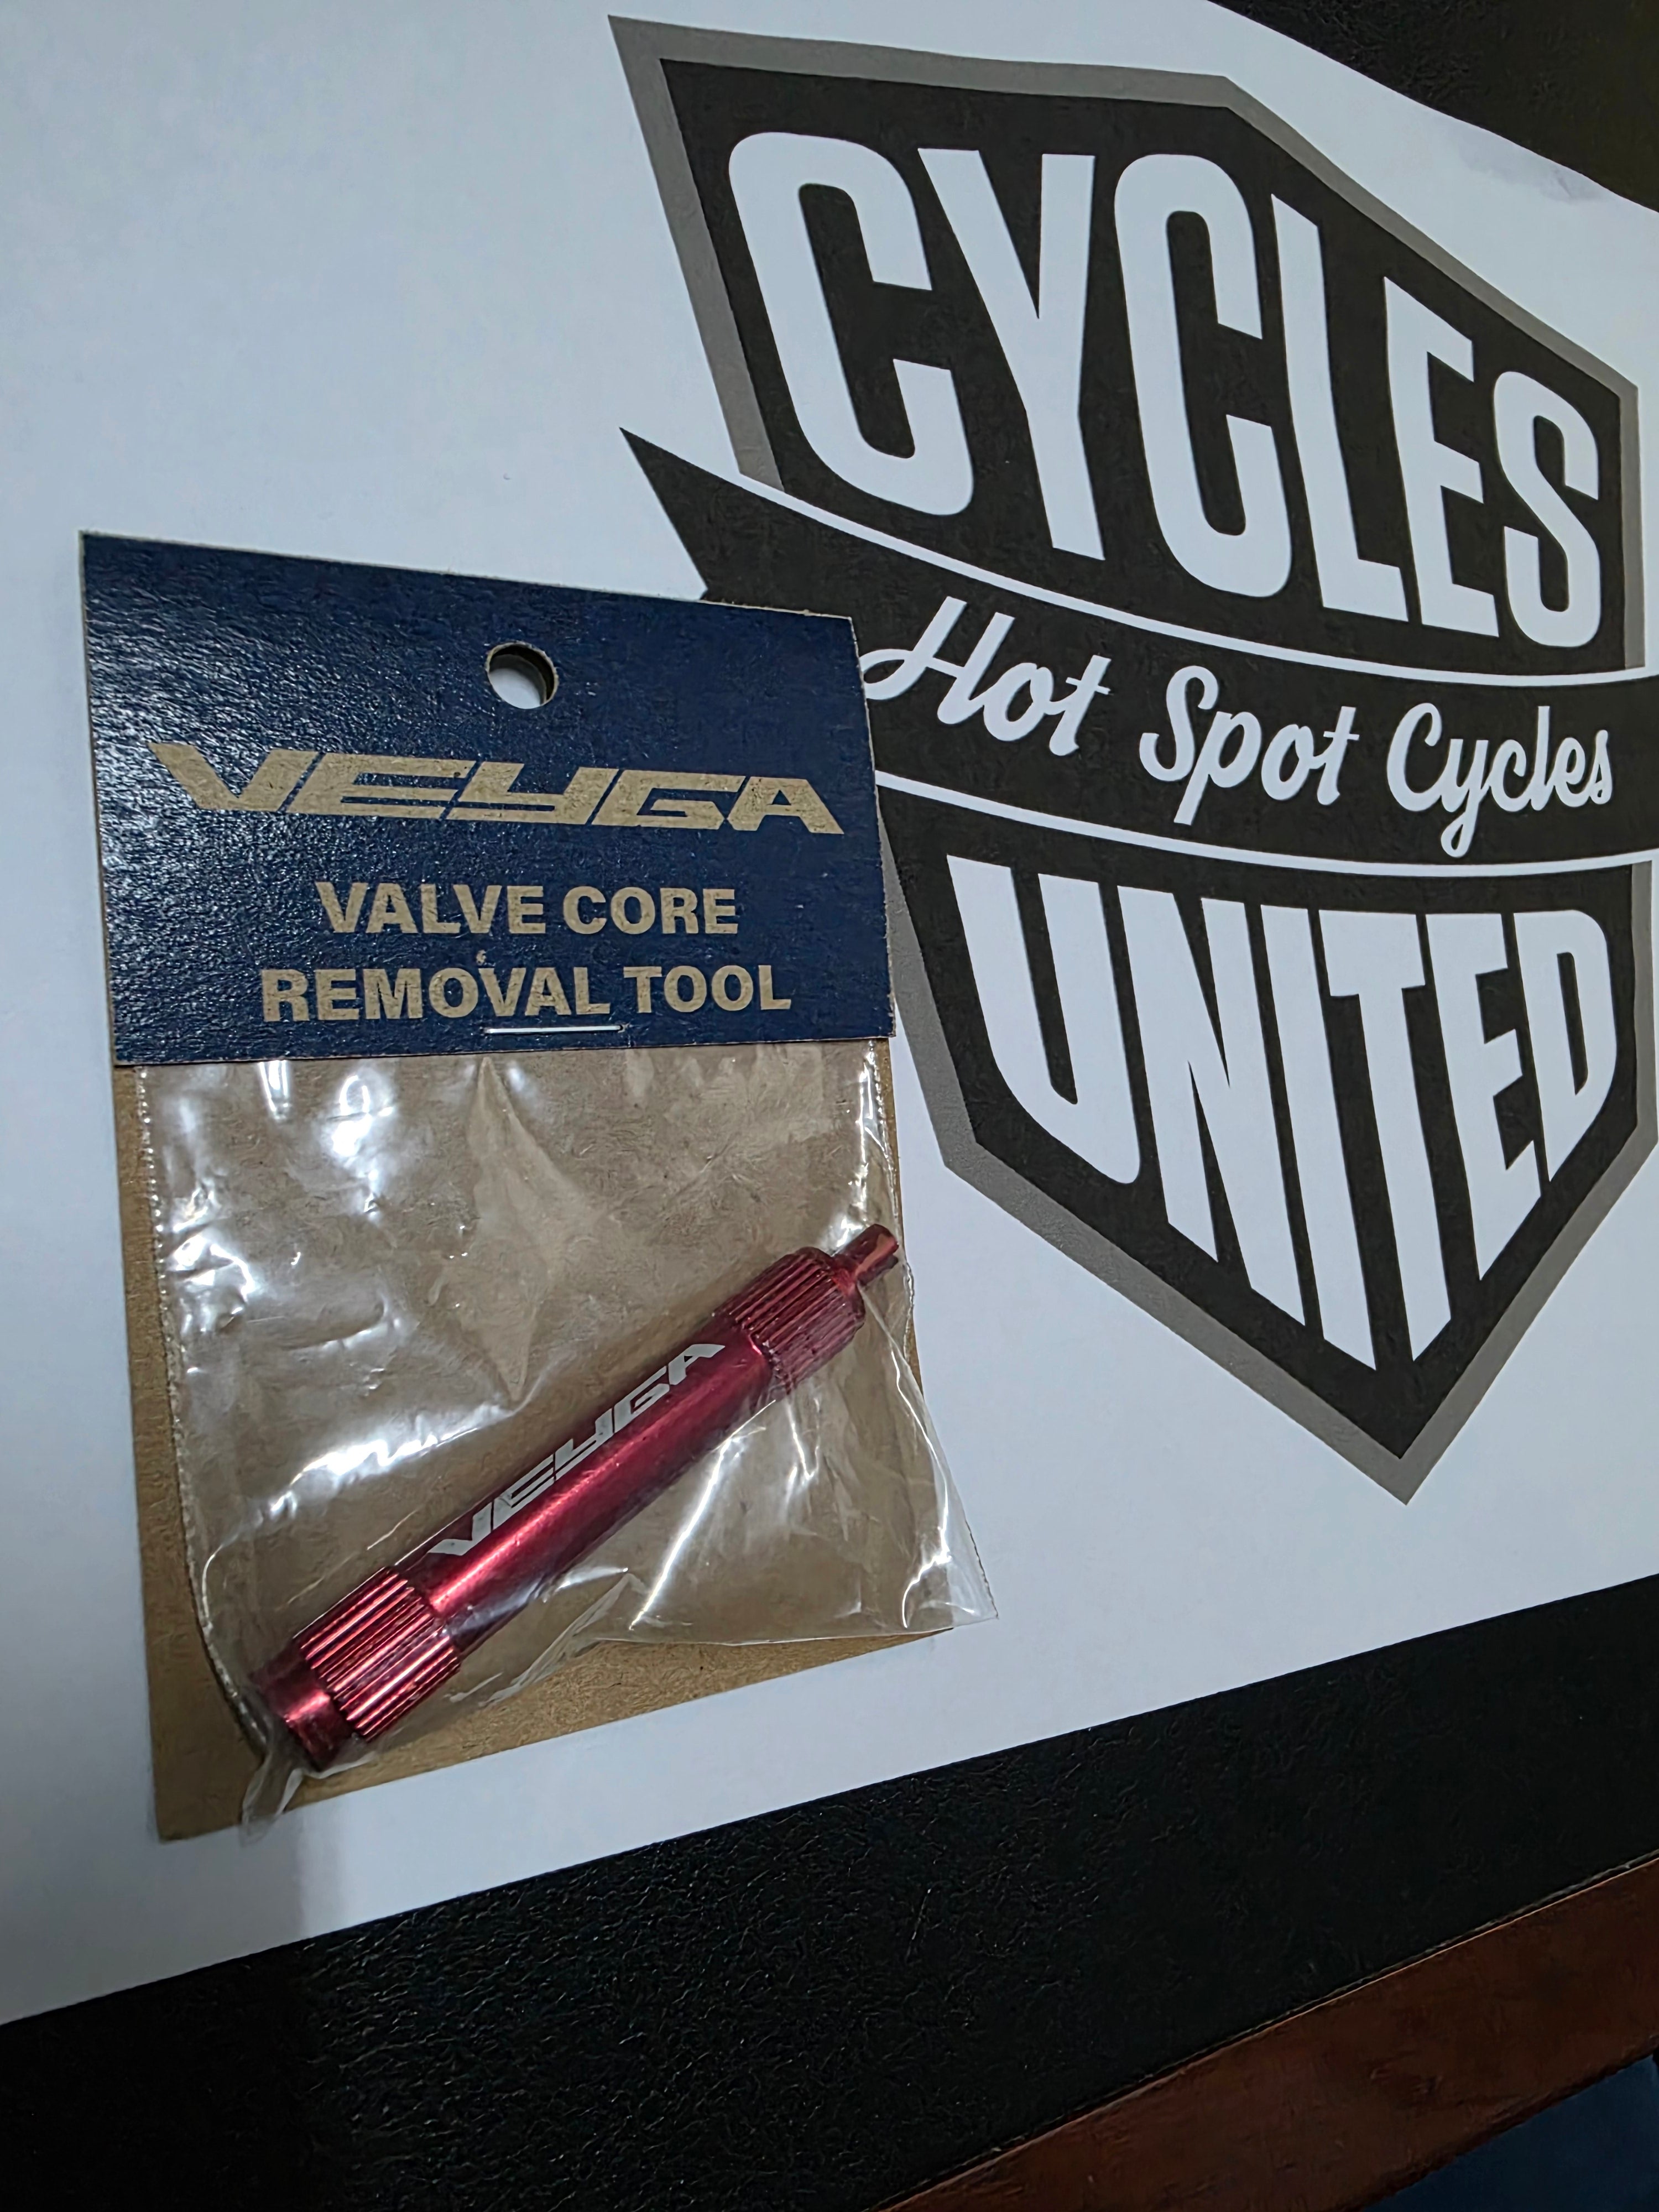 CYCLES
Hot Spot Cycles
UNITED
VEYGA
VALVE CORE
REMOVAL TOOL
VEYGA